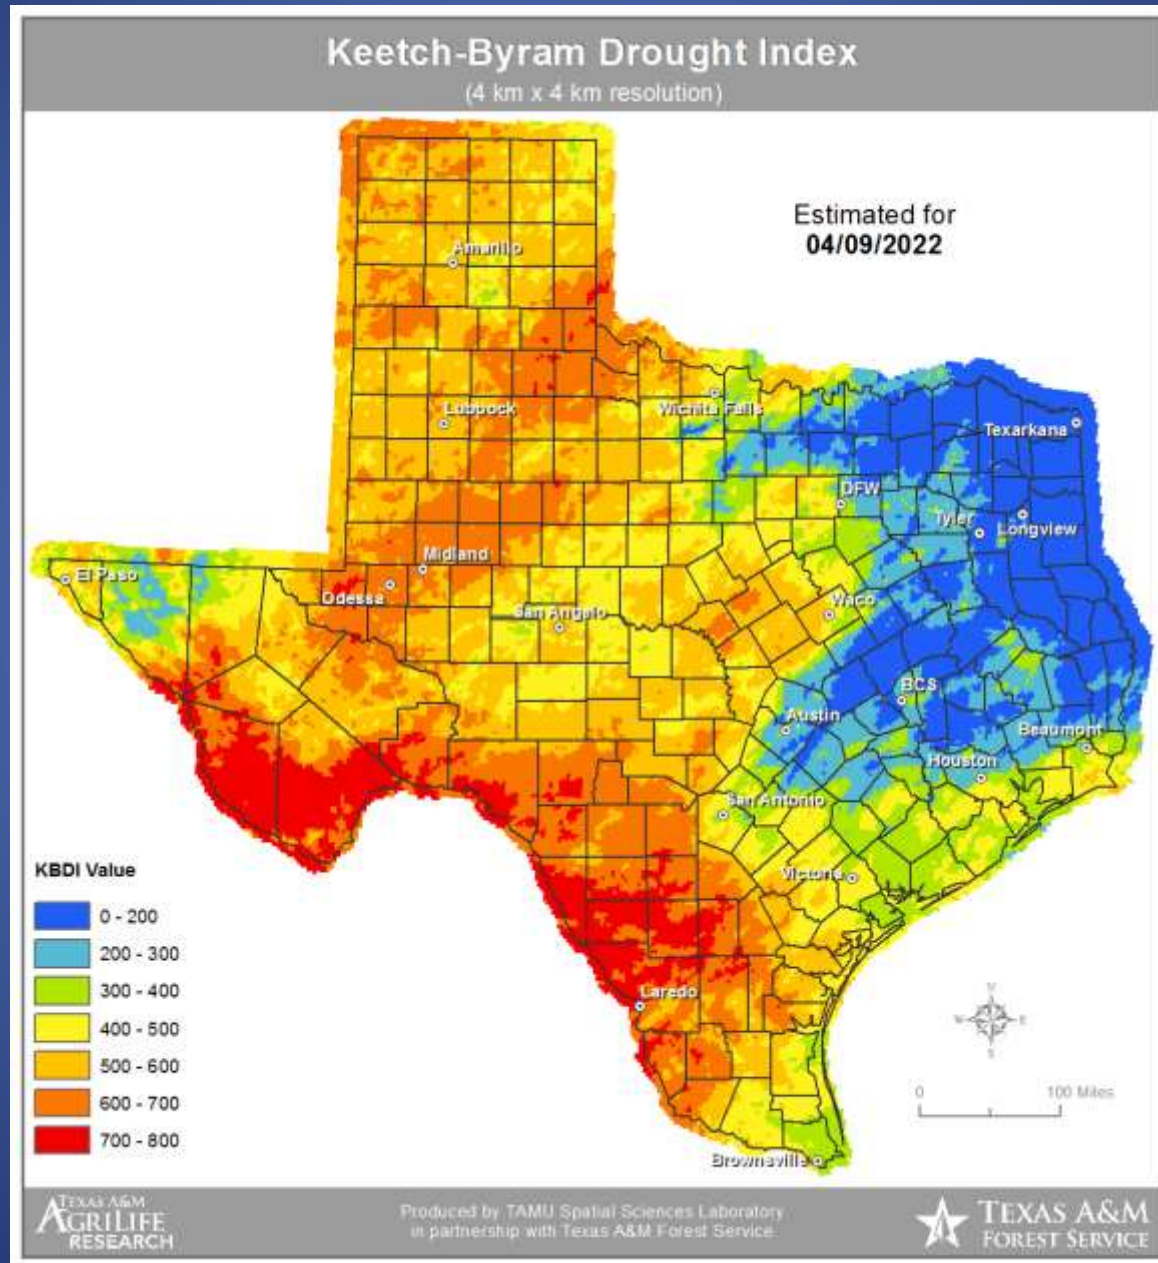 Keetch-Byram Drought Index
(4 km x 4 km resolution)
Estimated for
04/09/2022
Amarillo
Lubbock
Wichita Falls
Texarkana
DFW
Tyler
Longview
Midland
El Paso
Odessa
San Angelo
Waco
BCS
Austin
Beaumont
Houston
San Antonio
Victoria
Laredo
Brownsville
KBDI Value
0 - 200
200 - 300
300 - 400
400 - 500
500 - 600
600 - 700
700 - 800
N
W
E
S
0
100 Miles
TEXAS A&M
AGRILIFE
RESEARCH
Produced by TAMU Spatial Sciences Laboratory
in partnership with Texas A&M Forest Service
TEXAS A&M
FOREST SERVICE